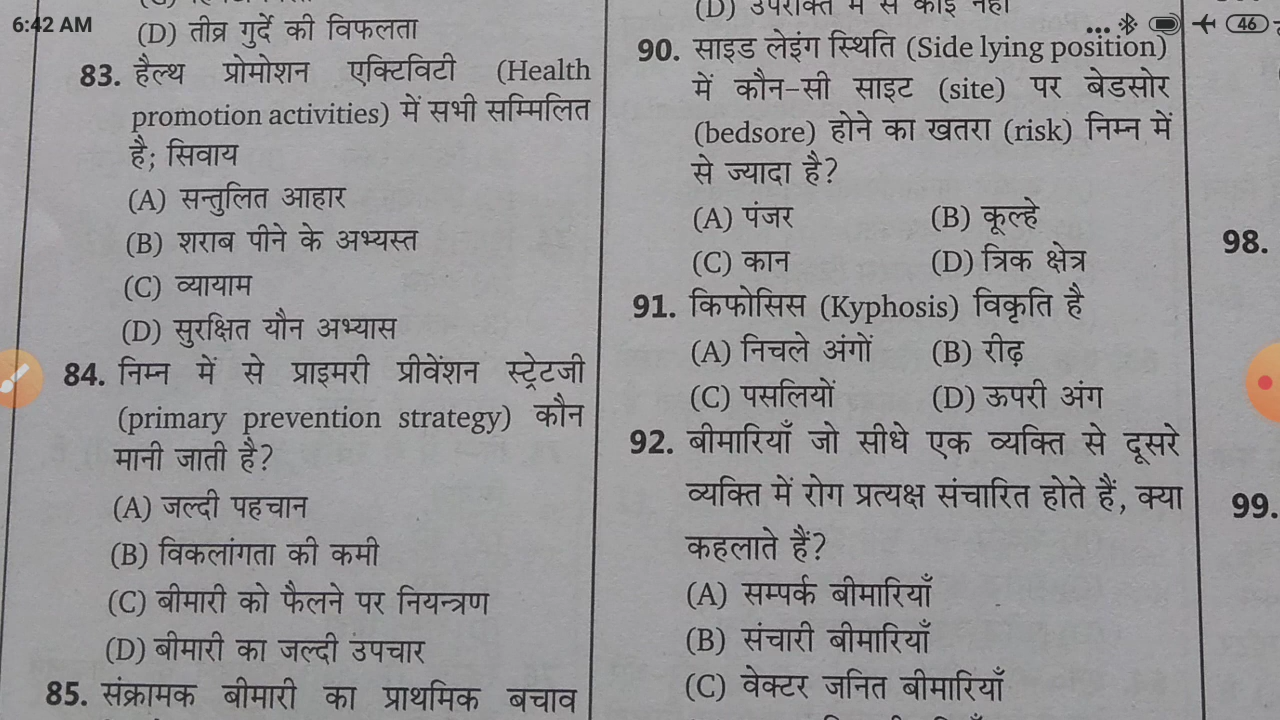 6:42 AM
46
(D) तीव्र गुर्दे की विफलता
83. हैल्थ प्रोमोशन एक्टिविटी (Health
promotion activities) में सभी सम्मिलित
है; सिवाय
(A) सन्तुलित आहार
(B) शराब पीने के अभ्यस्त
(C) व्यायाम
(D) सुरक्षित यौन अभ्यास
84. निम्न में से प्राइमरी प्रीवेंशन स्ट्रेटजी
(primary prevention strategy) कौन
मानी जाती है?
(A) जल्दी पहचान
(B) विकलांगता की कमी
(C) बीमारी को फैलने पर नियन्त्रण
(D) बीमारी का जल्दी उपचार
85. संक्रामक बीमारी का प्राथमिक बचाव
(D) उपरोक्त में से कोई नहीं
90. साइड लेइंग स्थिति (Side lying position)
में कौन-सी साइट (site) पर बेडसोर
(bedsore) होने का खतरा (risk) निम्न में
से ज्यादा है?
(A) पंजर (B) कूल्हे
(C) कान (D) त्रिक क्षेत्र
91. किफोसिस (Kyphosis) विकृति है
(A) निचले अंगों (B) रीढ़
(C) पसलियों (D) ऊपरी अंग
92. बीमारियाँ जो सीधे एक व्यक्ति से दूसरे
व्यक्ति में रोग प्रत्यक्ष संचारित होते हैं, क्या
कहलाते हैं?
(A) सम्पर्क बीमारियाँ
(B) संचारी बीमारियाँ
(C) वेक्टर जनित बीमारियाँ
98.
99.